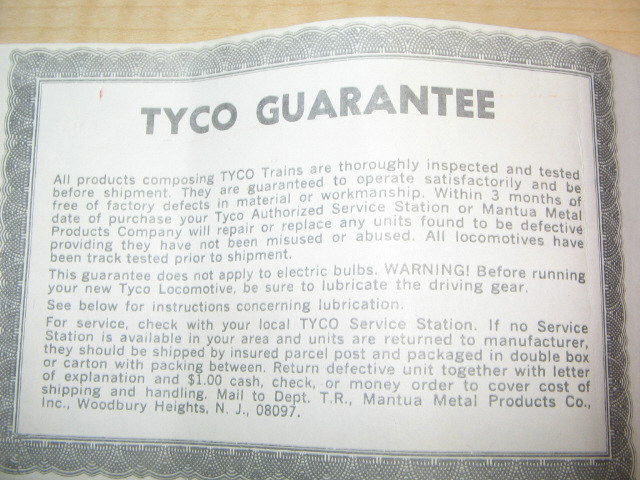 TYCO GUARANTEE
All products composing TYCO Trains are thoroughly inspected and tested
before shipment. They are guaranteed to operate satisfactorily and be
free of factory defects in material or workmanship. Within 3 months of
date of purchase your Tyco Authorized Service Station or Mantua Metal
Products Company will repair or replace any units found to be defective
providing they have not been misused or abused. All locomotives have
been track tested prior to shipment.
This guarantee does not apply to electric bulbs. WARNING! Before running
your new Tyco Locomotive, be sure to lubricate the driving gear.
See below for instructions concerning lubrication.
For service, check with your local TYCO Service Station. If no Service
Station is available in your area and units are returned to manufacturer,
they should be shipped by insured parcel post and packaged in double box
or carton with packing between. Return defective unit together with letter
of explanation and $1.00 cash, check, or money order to cover cost of
shipping and handling. Mail to Dept. T.R., Mantua Metal Products Co.,
Inc., Woodbury Heights, N. J., 08097.